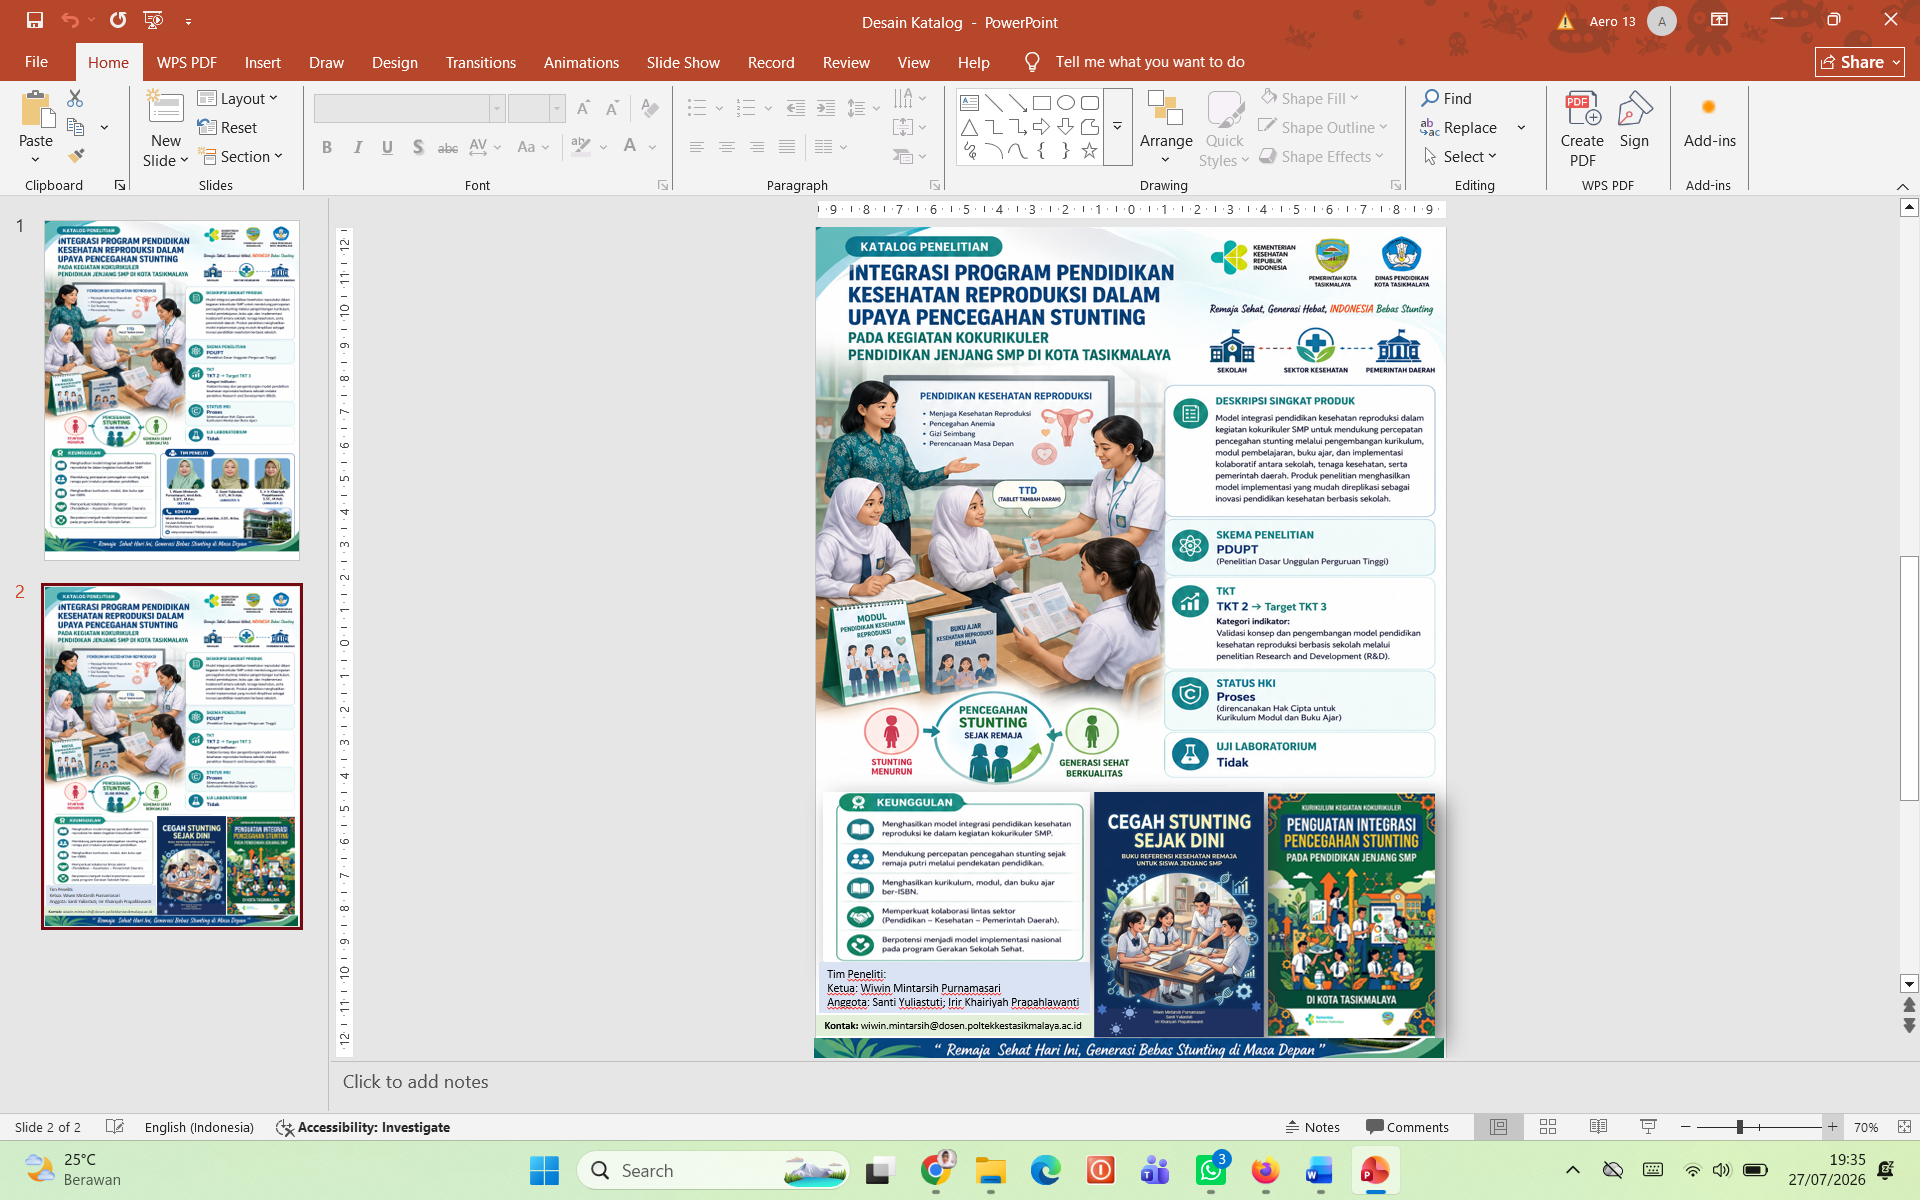 Desain Katalog - PowerPoint
Aero 13
A
File
Home
WPS PDF
Insert
Draw
Design
Transitions
Animations
Slide Show
Record
Review
View
Help
Tell me what you want to do
Share
Paste
New
Slide
Layout
Reset
Section
Find
Replace
Select
Arrange
Quick
Styles
Shape Fill
Shape Outline
Shape Effects
Create
PDF
Sign
Add-ins
Clipboard
Slides
Font
Paragraph
Drawing
Editing
WPS PDF
Add-ins
1
2
KATALOG PENELITIAN
INTEGRASI PROGRAM PENDIDIKAN
KESEHATAN REPRODUKSI DALAM
UPAYA PENCEGAHAN STUNTING
PADA KEGIATAN KOKURIKULER
PENDIDIKAN JENJANG SMP DI KOTA TASIKMALAYA
KEMENTERIAN
KESEHATAN
REPUBLIK
INDONESIA
PEMERINTAH KOTA
TASIKMALAYA
DINAS PENDIDIKAN
KOTA TASIKMALAYA
Remaja Sehat, Generasi Hebat, INDONESIA Bebas Stunting
SEKOLAH
SEKTOR KESEHATAN
PEMERINTAH DAERAH
PENDIDIKAN KESEHATAN REPRODUKSI
• Menjaga Kesehatan Reproduksi
• Pencegahan Anemia
• Gizi Seimbang
• Perencanaan Masa Depan
TTD
(TABLET TAMBAH DARAH)
MODUL
PENDIDIKAN KESEHATAN
REPRODUKSI
BUKU AJAR
KESEHATAN REPRODUKSI
REMAJA
DESKRIPSI SINGKAT PRODUK
Model integrasi pendidikan kesehatan reproduksi dalam
kegiatan kokurikuler SMP untuk mendukung percepatan
pencegahan stunting melalui pengembangan kurikulum,
modul pembelajaran, buku ajar, dan implementasi
kolaboratif antara sekolah, tenaga kesehatan, serta
pemerintah daerah. Produk penelitian menghasilkan
model implementasi yang mudah direplikasi sebagai
inovasi pendidikan kesehatan berbasis sekolah.
SKEMA PENELITIAN
PDUPT
(Penelitian Dasar Unggulan Perguruan Tinggi)
TKT
TKT 2 → Target TKT 3
Kategori indikator:
Validasi konsep dan pengembangan model pendidikan
kesehatan reproduksi berbasis sekolah melalui
penelitian Research and Development (R&D).
STATUS HKI
Proses
(direncanakan Hak Cipta untuk
Kurikulum Modul dan Buku Ajar)
UJI LABORATORIUM
Tidak
STUNTING
MENURUN
PENCEGAHAN
STUNTING
SEJAK REMAJA
GENERASI SEHAT
BERKUALITAS
KEUNGGULAN
Menghasilkan model integrasi pendidikan kesehatan
reproduksi ke dalam kegiatan kokurikuler SMP.
Mendukung percepatan pencegahan stunting sejak
remaja putri melalui pendekatan pendidikan.
Menghasilkan kurikulum, modul, dan buku ajar
ber-ISBN.
Memperkuat kolaborasi lintas sektor
(Pendidikan – Kesehatan – Pemerintah Daerah).
Berpotensi menjadi model implementasi nasional
pada program Gerakan Sekolah Sehat.
Tim Peneliti:
Ketua: Wiwin Mintarsih Purnamasari
Anggota: Santi Yuliastuti; Irir Khairiyah Prapahlawanti
Kontak: wiwin.mintarsih@dosen.poltekkestasikmalaya.ac.id
CEGAH STUNTING
SEJAK DINI
BUKU REFERENSI KESEHATAN REMAJA
UNTUK SISWA JENJANG SMP
Wiwin Mintarsih Purnamasari
Santi Yuliastuti
KURIKULUM KEGIATAN KOKURIKULER
PENGUATAN INTEGRASI
PENCEGAHAN STUNTING
PADA PENDIDIKAN JENJANG SMP
DI KOTA TASIKMALAYA
“ Remaja Sehat Hari Ini, Generasi Bebas Stunting di Masa Depan ”
Click to add notes
Slide 2 of 2
English (Indonesia)
Accessibility: Investigate
Notes
Comments
70%
25°C
Berawan
Search
3
19:35
27/07/2026